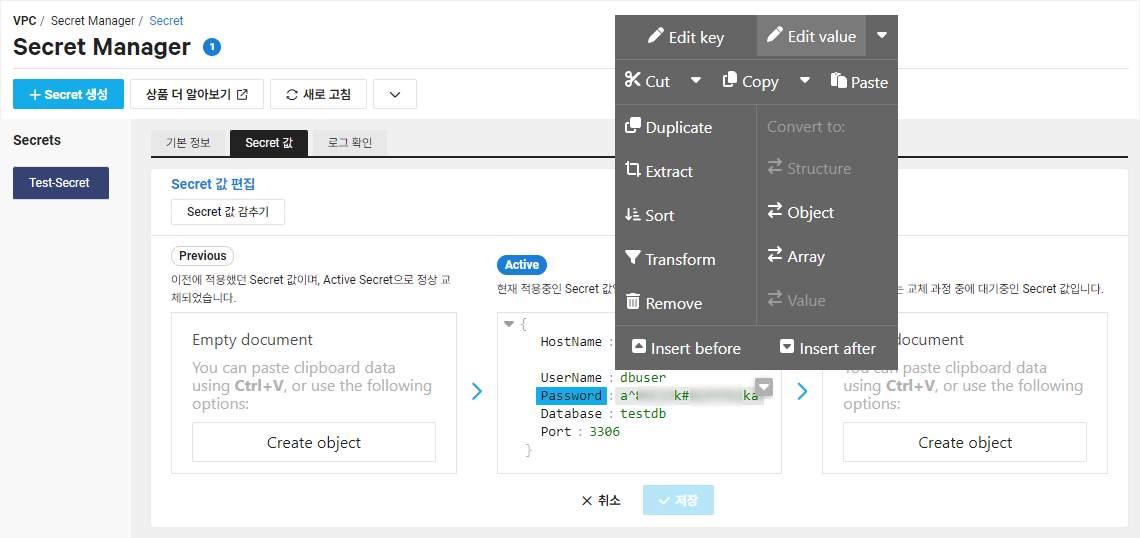 VPC / Secret Manager / Secret
Secret Manager 1
+ Secret 생성
상품 더 알아보기
새로 고침
Secrets
Test-Secret
기본 정보
Secret 값
로그 확인
Secret 값 편집
Secret 값 감추기
Previous
이전에 적용했던 Secret 값이며, Active Secret으로 정상 교
체되었습니다.
Empty document
You can paste clipboard data
using Ctrl+V, or use the following
options:
Create object
Active
현재 적용중인 Secret 값
{
HostName :
UserName : dbuser
Password : a^ k# ka
Database : testdb
Port : 3306
}
교체 과정 중에 대기중인 Secret 값입니다.
document
You can paste clipboard data
using Ctrl+V, or use the following
options:
Create object
취소
저장
Edit key
Edit value
Cut
Copy
Paste
Duplicate
Extract
Sort
Transform
Remove
Convert to:
Structure
Object
Array
Value
Insert before
Insert after